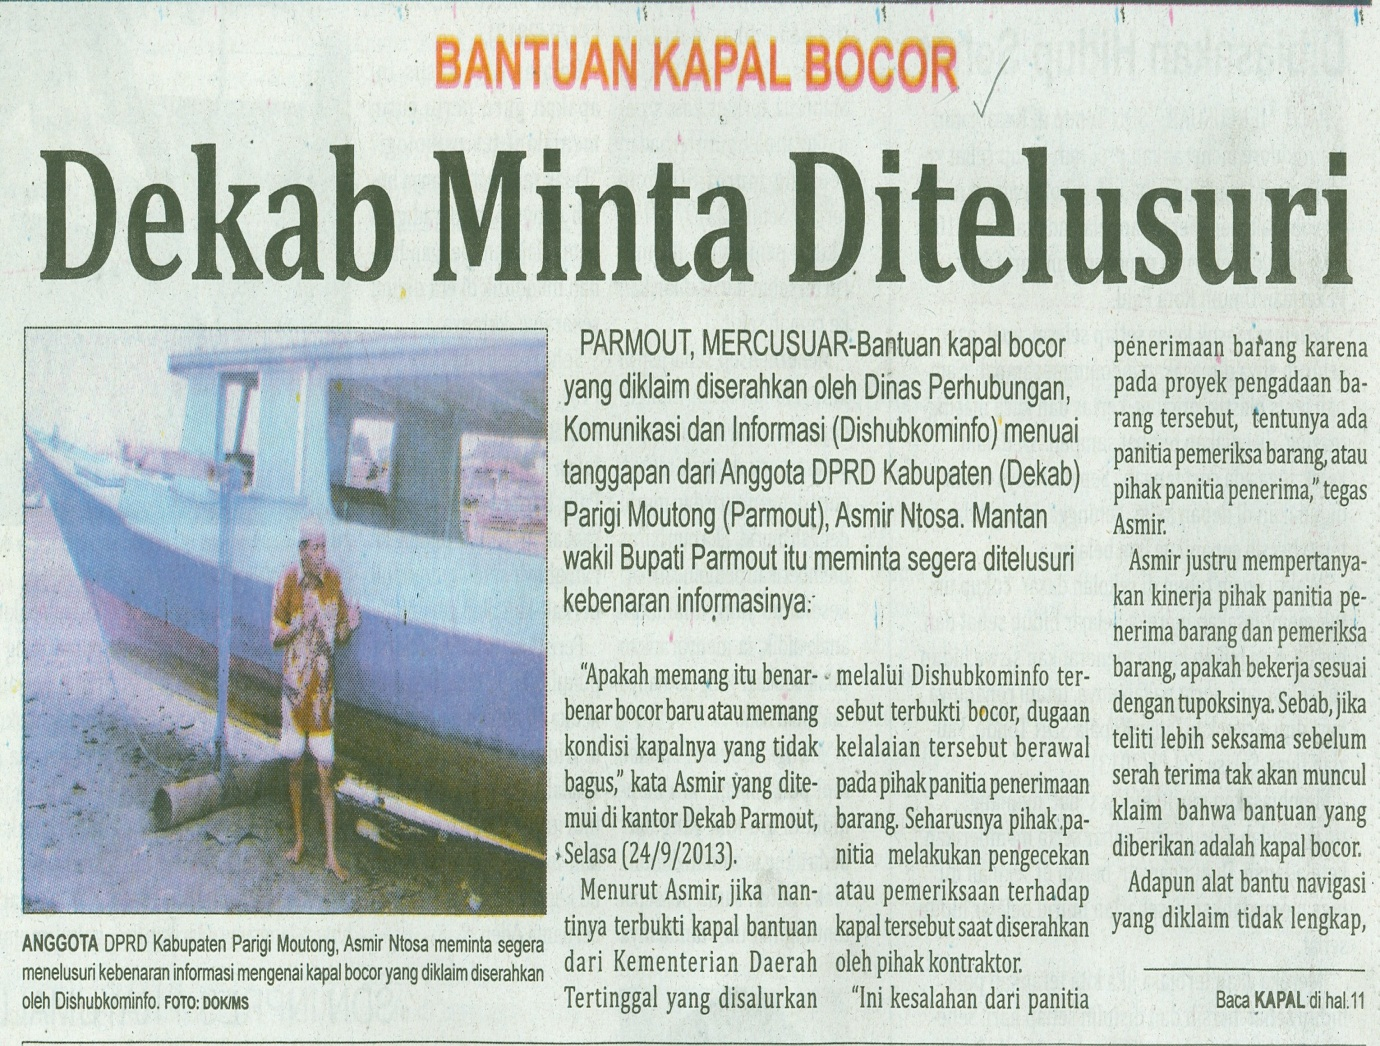 BANTUAN KAPAL BOCOR
Dekab Minta Ditelusuri
PARMOUT, MERCUSUAR-Bantuan kapal bocor
yang diklaim diserahkan oleh Dinas Perhubungan,
Komunikasi dan Informasi (Dishubkominfo) menuai
tanggapan dari Anggota DPRD Kabupaten (Dekab)
Parigi Moutong (Parmout), Asmir Ntosa. Mantan
wakil Bupati Parmout itu meminta segera ditelusuri
kebenaran informasinya.
“Apakah memang itu benar-
benar bocor baru atau memang
kondisi kapalnya yang tidak
bagus,” kata Asmir yang dite-
mui di kantor Dekab Parmout,
Selasa (24/9/2013).
Menurut Asmir, jika nan-
tinya terbukti kapal bantuan
dari Kementerian Daerah
Tertinggal yang disalurkan
melalui Dishubkominfo ter-
sebut terbukti bocor, dugaan
kelalaian tersebut berawal
pada pihak panitia penerimaan
barang. Seharusnya pihak pa-
nitia melakukan pengecekan
atau pemeriksaan terhadap
kapal tersebut saat diserahkan
oleh pihak kontraktor.
“Ini kesalahan dari panitia
penerimaan barang karena
pada proyek pengadaan ba-
rang tersebut, tentunya ada
panitia pemeriksa barang, atau
pihak panitia penerima,” tegas
Asmir.
Asmir justru mempertanya-
kan kinerja pihak panitia pe-
nerima barang dan pemeriksa
barang, apakah bekerja sesuai
dengan tupoksinya. Sebab, jika
teliti lebih seksama sebelum
serah terima tak akan muncul
klaim bahwa bantuan yang
diberikan adalah kapal bocor.
Adapun alat bantu navigasi
yang diklaim tidak lengkap,
Baca KAPAL di hal.11
ANGGOTA DPRD Kabupaten Parigi Moutong, Asmir Ntosa meminta segera
menelusuri kebenaran informasi mengenai kapal bocor yang diklaim diserahkan
oleh Dishubkominfo. FOTO: DOK/MS